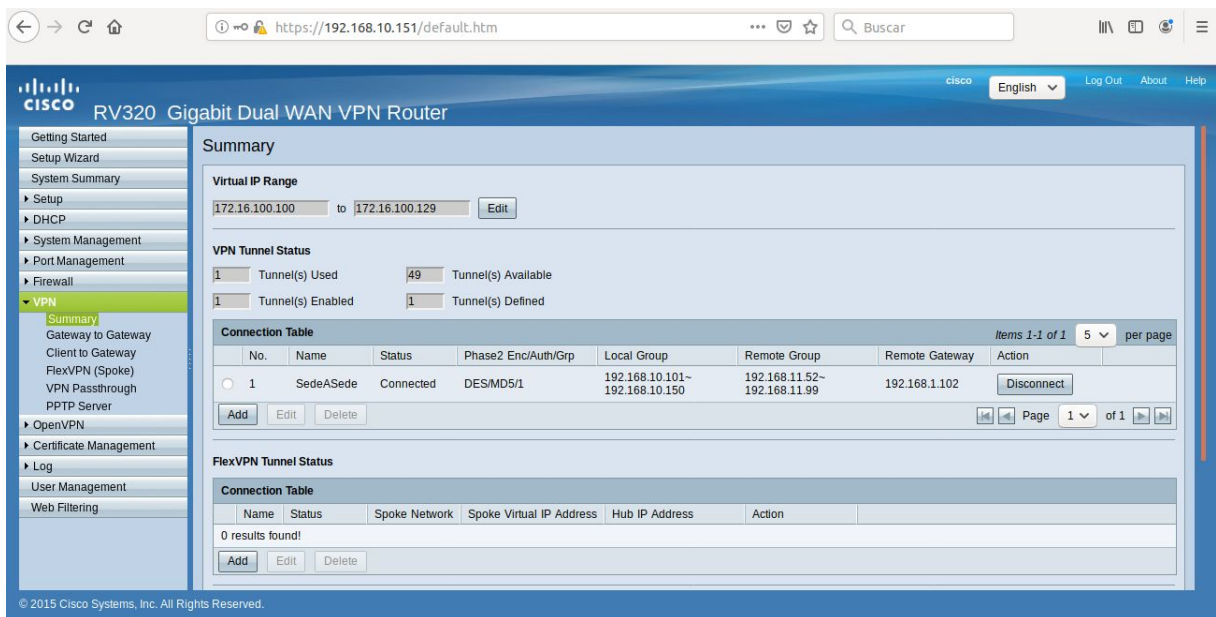 https://192.168.10.151/default.htm
Buscar
cisco English Log Out About Help
CISCO
RV320 Gigabit Dual WAN VPN Router
Getting Started
Setup Wizard
System Summary
Setup
DHCP
System Management
Port Management
Firewall
VPN
Summary
Gateway to Gateway
Client to Gateway
FlexVPN (Spoke)
VPN Passthrough
PPTP Server
OpenVPN
Certificate Management
Log
User Management
Web Filtering
Summary
Virtual IP Range
172.16.100.100 to 172.16.100.129 Edit
VPN Tunnel Status
1 Tunnel(s) Used 49 Tunnel(s) Available
1 Tunnel(s) Enabled 1 Tunnel(s) Defined
Connection Table Items 1-1 of 1 5 per page
No. Name Status Phase2 Enc/Auth/Grp Local Group Remote Group Remote Gateway Action
1 SedeASede Connected DES/MD5/1 192.168.10.101~ 192.168.11.52~ 192.168.1.102 Disconnect
192.168.10.150 192.168.11.99
Add Edit Delete Page 1 of 1
FlexVPN Tunnel Status
Connection Table
Name Status Spoke Network Spoke Virtual IP Address Hub IP Address Action
0 results found!
Add Edit Delete
© 2015 Cisco Systems, Inc. All Rights Reserved.